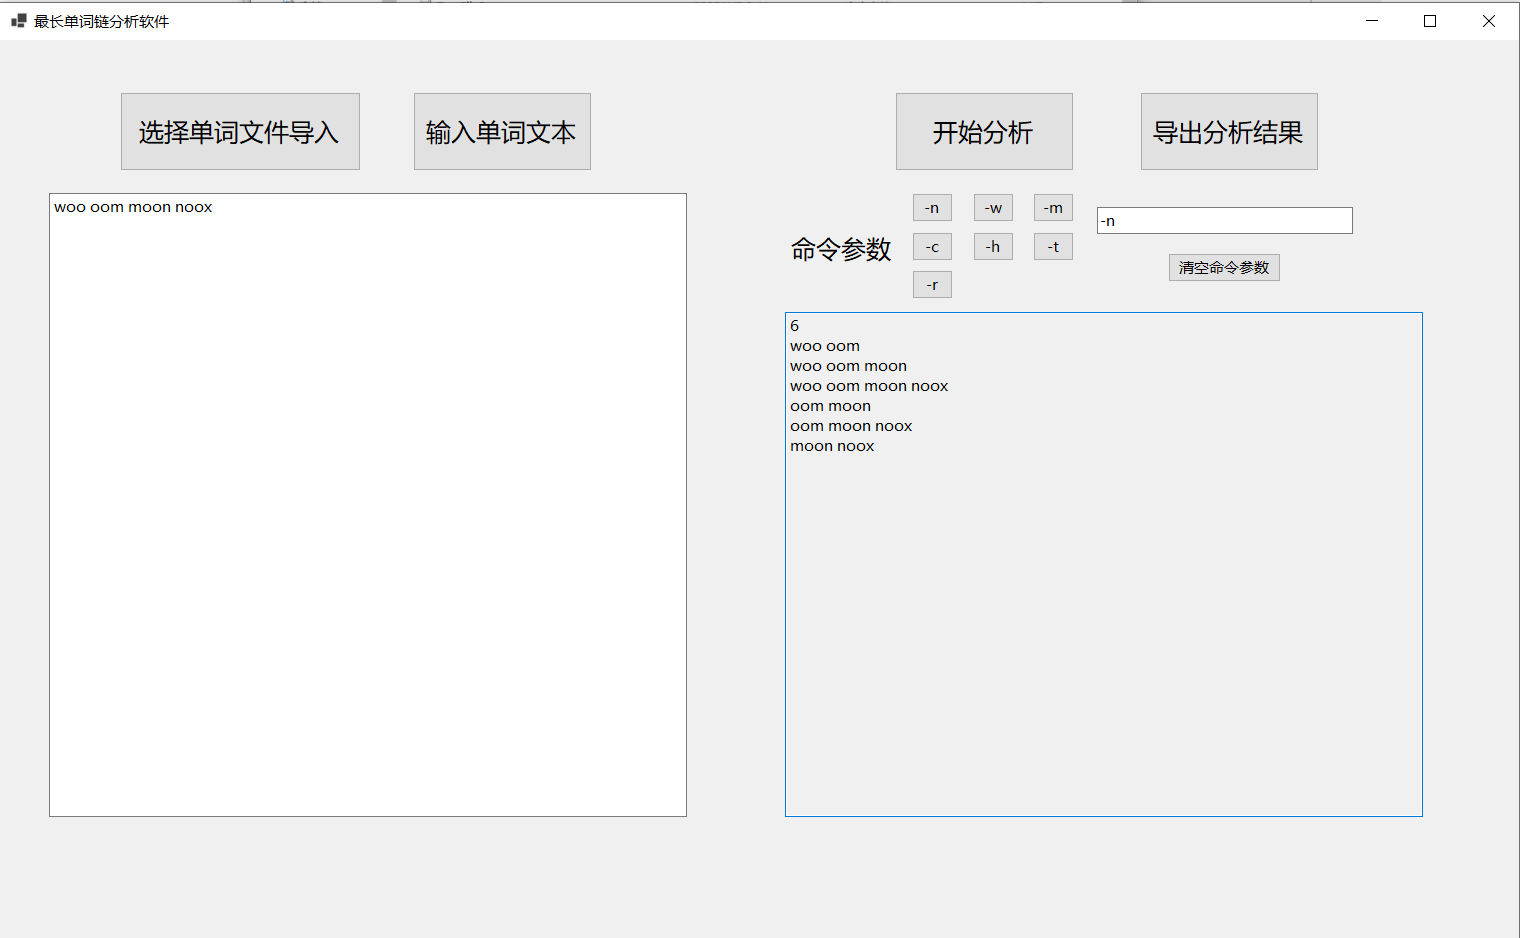 最长单词链分析软件
选择单词文件导入
输入单词文本
开始分析
导出分析结果
woo oom moon noox
命令参数
-n -w -m
-c -h -t
-r
-n
清空命令参数
6
woo oom
woo oom moon
woo oom moon noox
oom moon
oom moon noox
moon noox